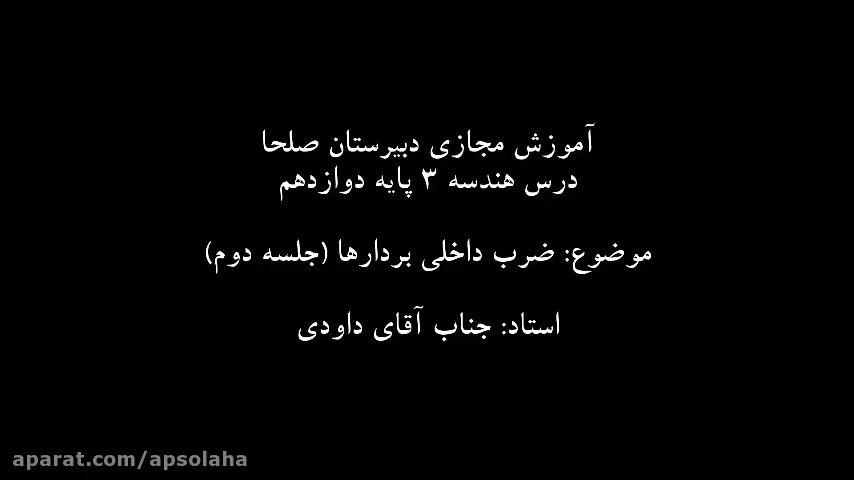 آموزش مجازی دبیرستان صلحا
درس هندسه ۳ پایه دوازدهم
موضوع: ضرب داخلی بردارها (جلسه دوم)
استاد: جناب آقای داودی
aparat.com/apsolaha